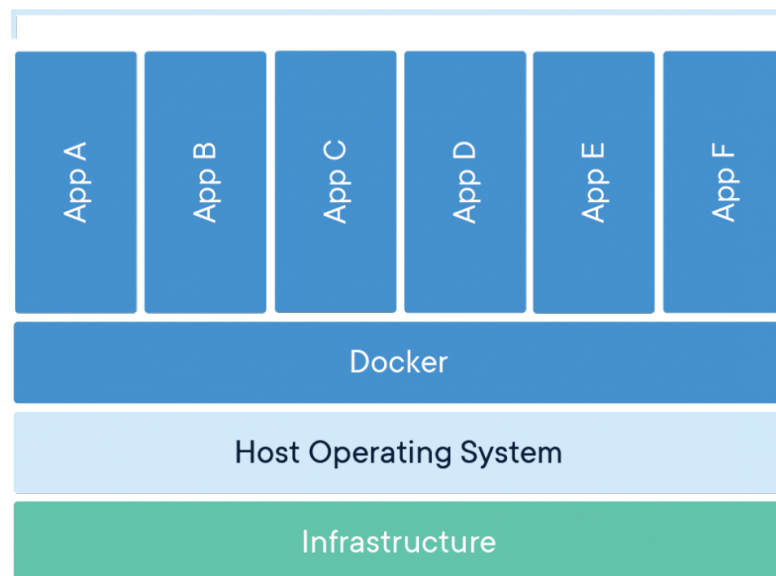 App A
App B
App C
App D
App E
App F
Docker
Host Operating System
Infrastructure